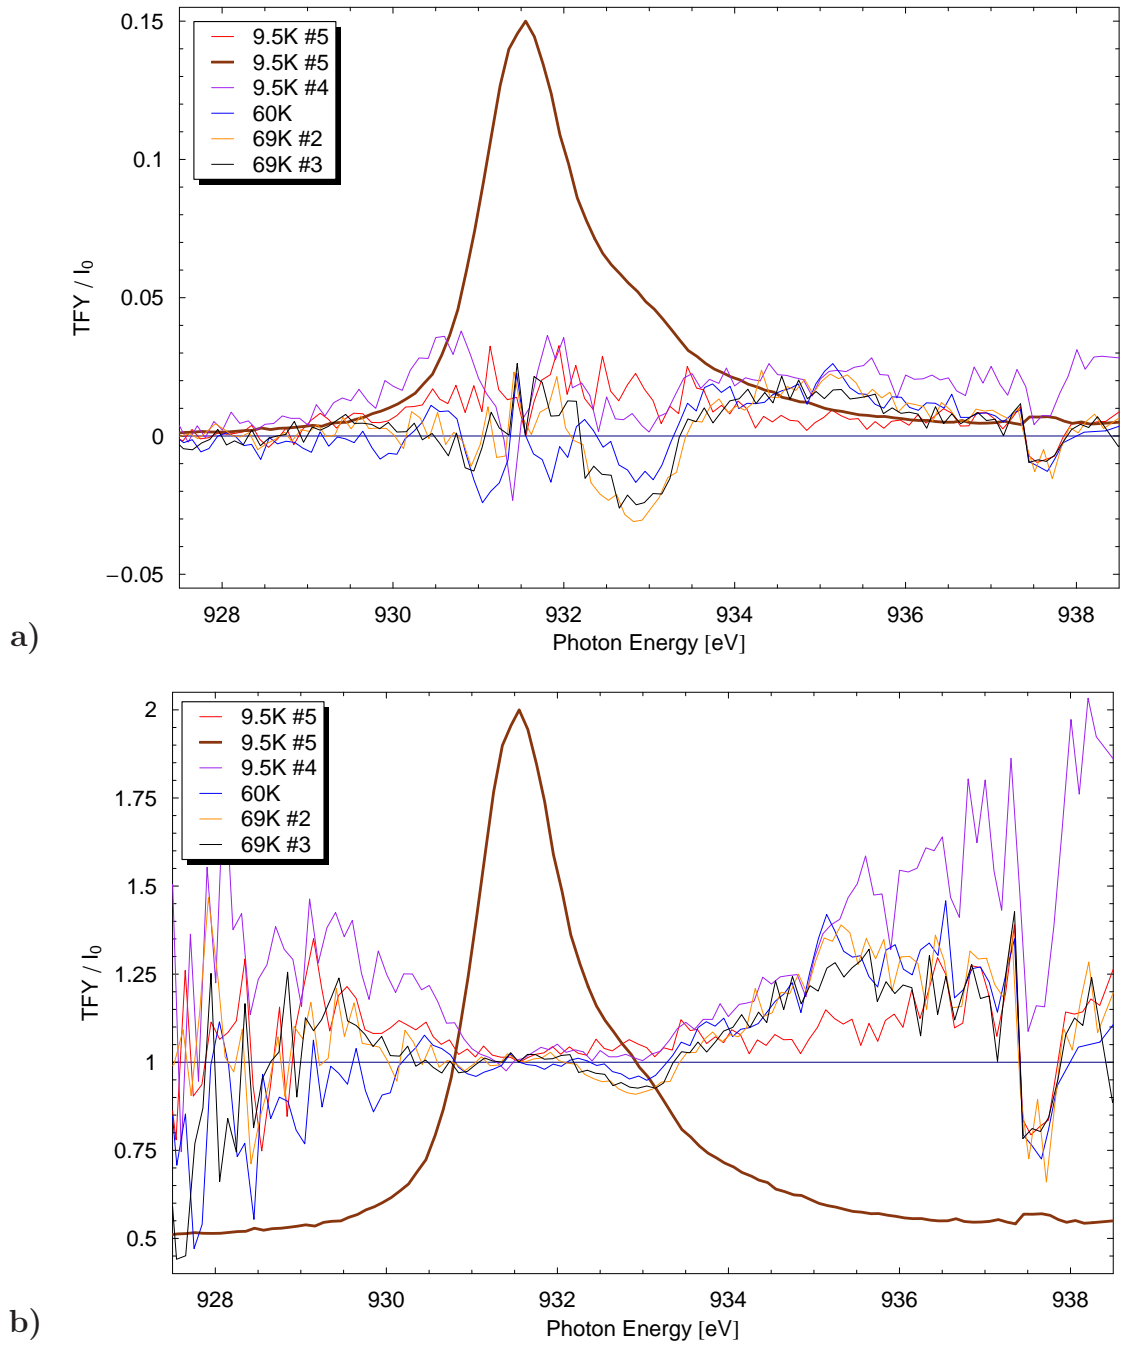 9.5K #5
9.5K #5
9.5K #4
60K
69K #2
69K #3
0.15
0.1
0.05
0
−0.05
TFY / I0
928 930 932 934 936 938
Photon Energy [eV]
a)
9.5K #5
9.5K #5
9.5K #4
60K
69K #2
69K #3
2
1.75
1.5
1.25
1
0.75
0.5
TFY / I0
928 930 932 934 936 938
Photon Energy [eV]
b)